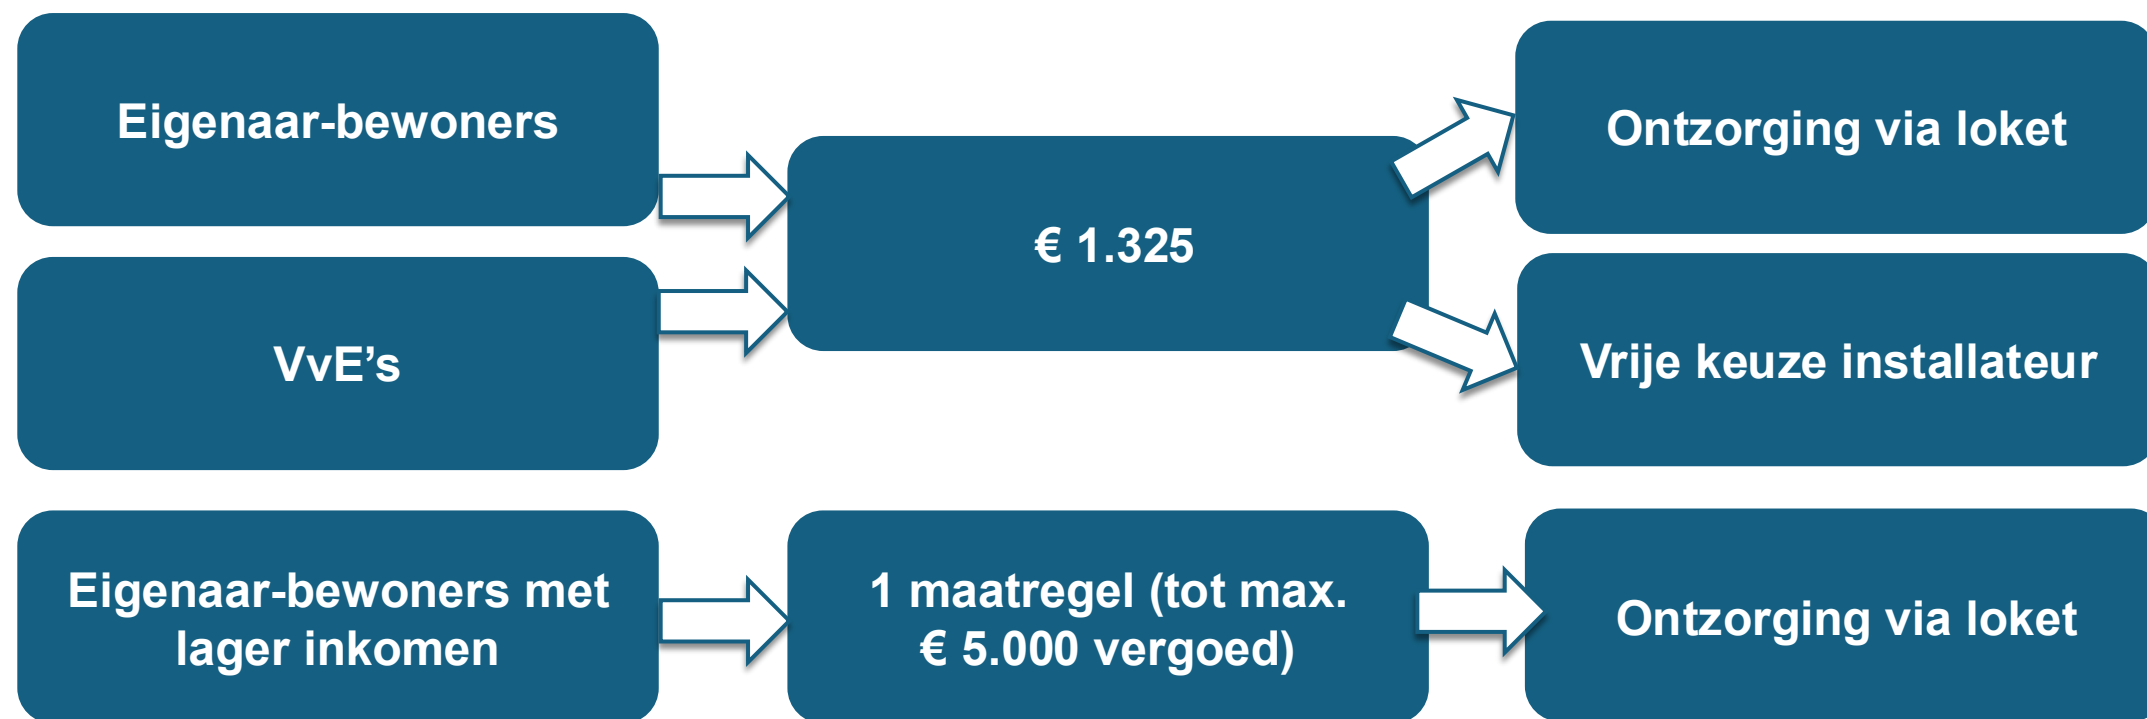 Eigenaar-bewoners
Ontzorging via loket
€ 1.325
VvE’s
Vrije keuze installateur
Eigenaar-bewoners met
lager inkomen
1 maatregel (tot max.
€ 5.000 vergoed)
Ontzorging via loket